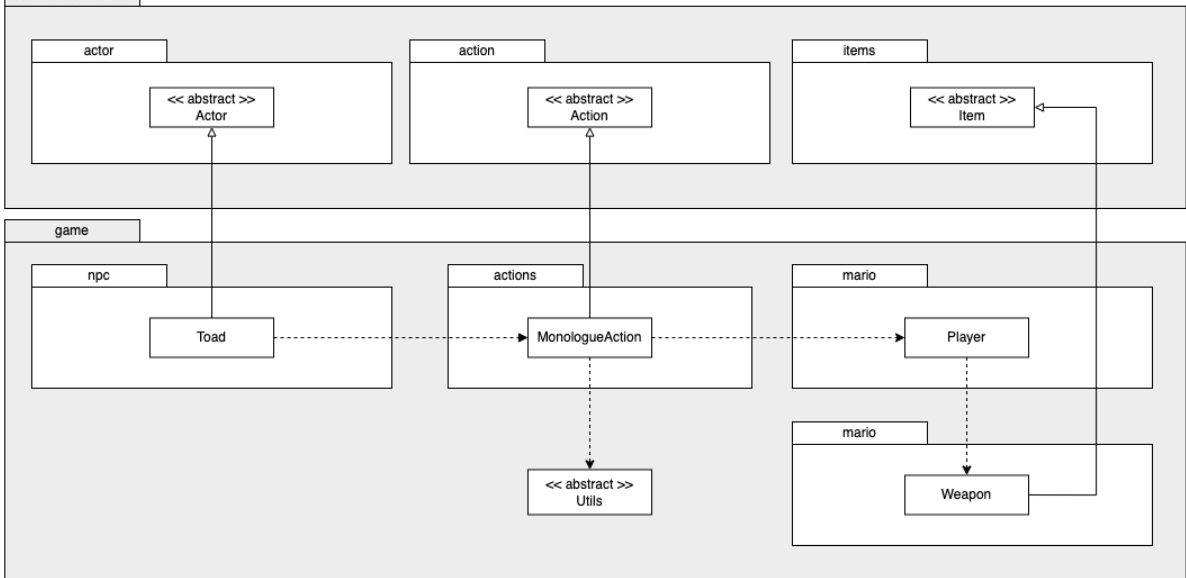 actor
action
items
<< abstract >>
Actor
<< abstract >>
Action
<< abstract >>
Item
game
npc
actions
mario
Toad
MonologueAction
Player
mario
<< abstract >>
Utils
Weapon